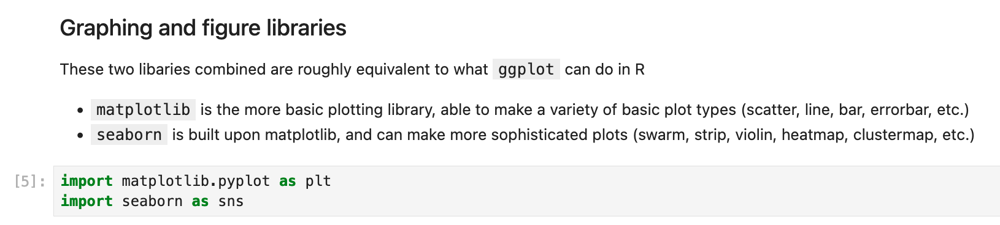 Graphing and figure libraries
These two libaries combined are roughly equivalent to what ggplot can do in R
• matplotlib is the more basic plotting library, able to make a variety of basic plot types (scatter, line, bar, errorbar, etc.)
• seaborn is built upon matplotlib, and can make more sophisticated plots (swarm, strip, violin, heatmap, clustermap, etc.)
[5]: import matplotlib.pyplot as plt
import seaborn as sns